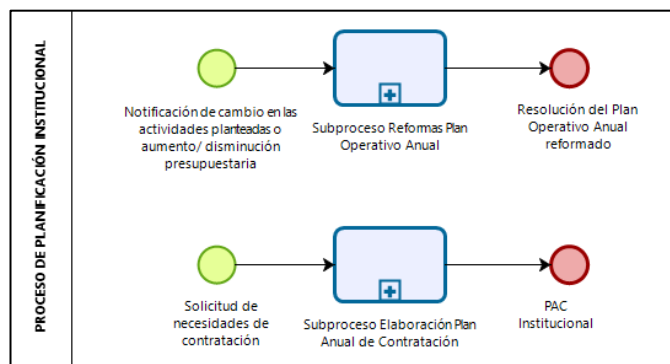 PROCESO DE PLANIFICACIÓN INSTITUCIONAL
Notificación de cambio en las
actividades planteadas o
aumento/ disminución
presupuestaria
Subproceso Reformas Plan
Operativo Anual
Resolución del Plan
Operativo Anual
reformado
Solicitud de
necesidades de
contratación
Subproceso Elaboración Plan
Anual de Contratación
PAC
Institucional